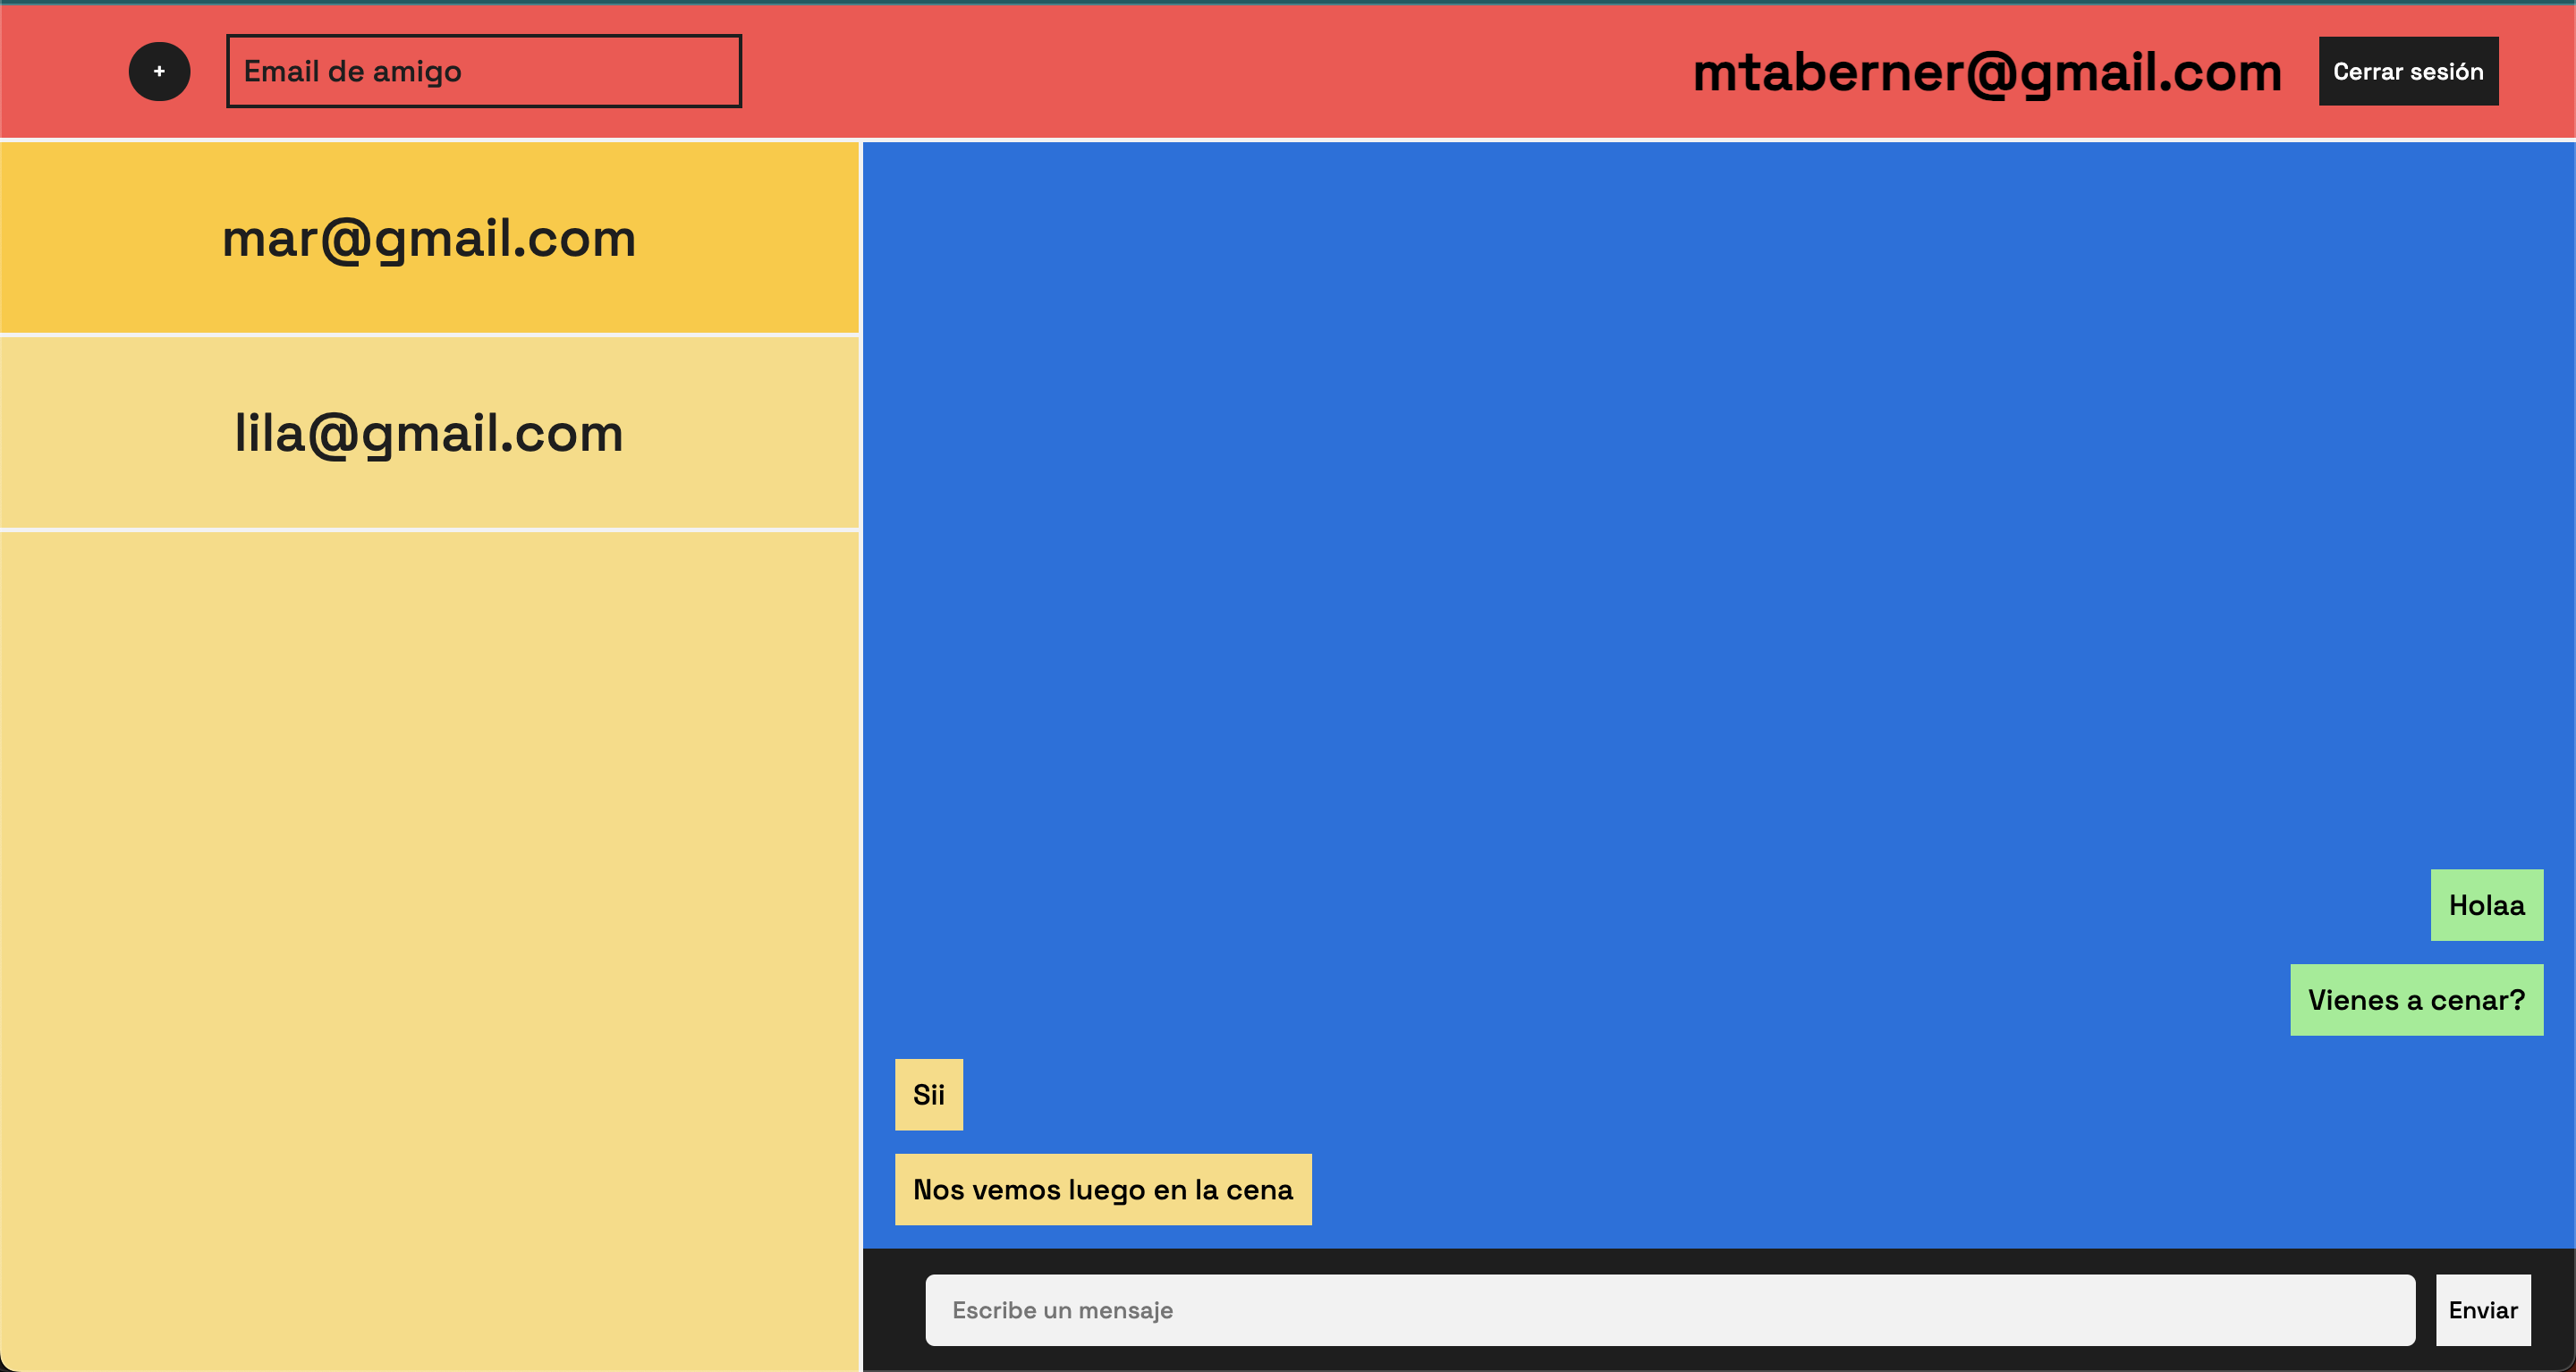 +
Email de amigo
mtaberner@gmail.com
Cerrar sesión
mar@gmail.com
lila@gmail.com
Holaa
Vienes a cenar?
Sii
Nos vemos luego en la cena
Escribe un mensaje
Enviar